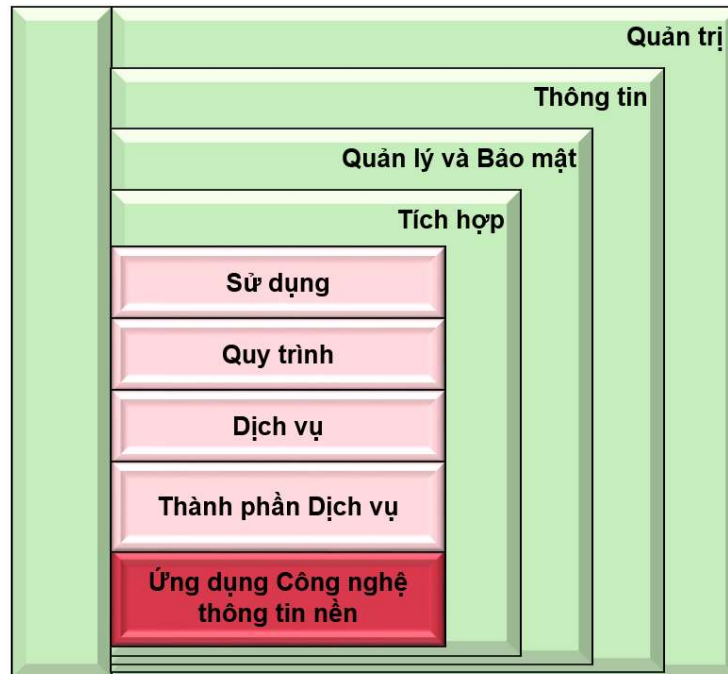 Quản trị
Thông tin
Quản lý và Bảo mật
Tích hợp
Sử dụng
Quy trình
Dịch vụ
Thành phần Dịch vụ
Ứng dụng Công nghệ
thông tin nền